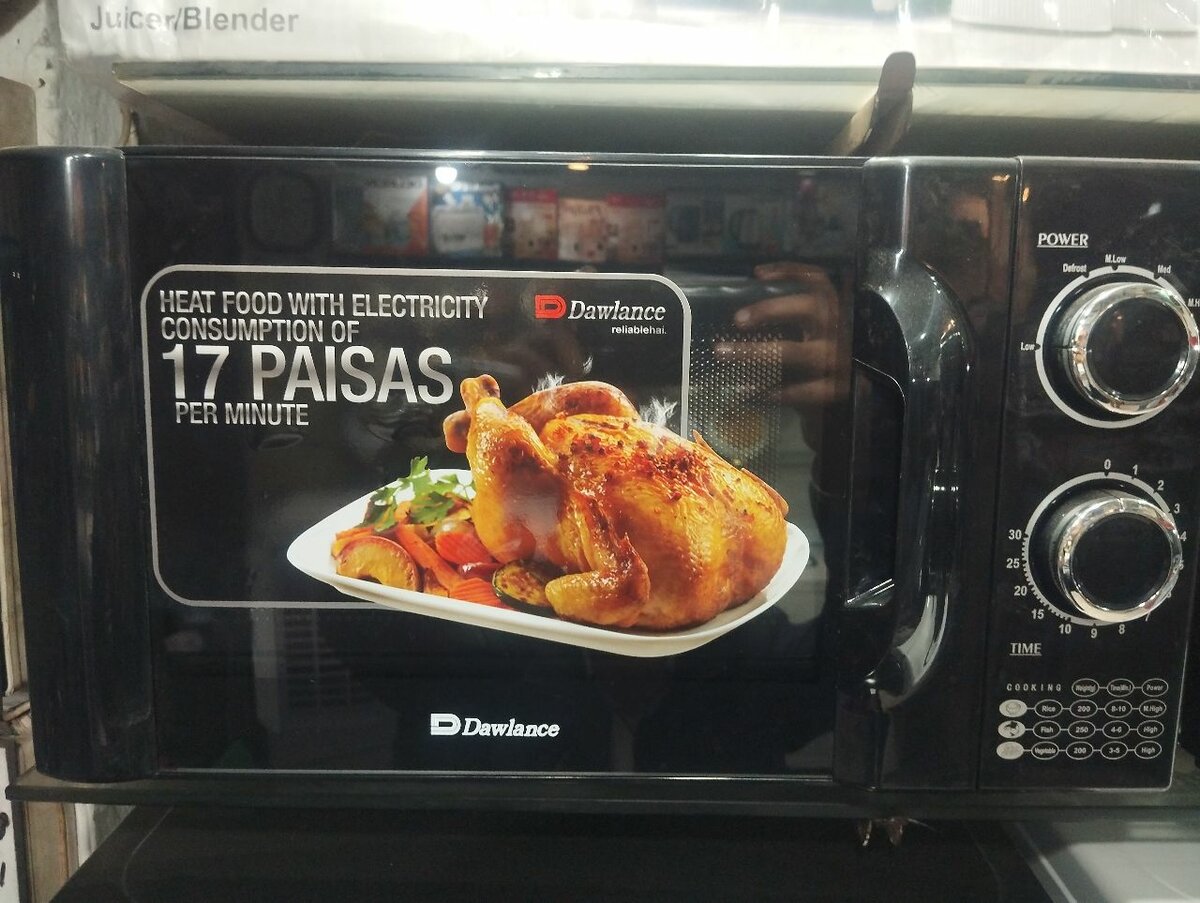 Juicer/Blender
HEAT FOOD WITH ELECTRICITY
CONSUMPTION OF
17 PAISAS
PER MINUTE
Dawlance
reliablehai.
Dawlance
POWER
Low
Defrost
M.Low
Med
TIME
0
1
2
3
4
7
8
9
10
15
20
25
30
COOKING Weight(g) Time(Min.) Power
Rice 200 8-10 M.High
Fish 250 4-6 High
Vegetable 200 3-5 High